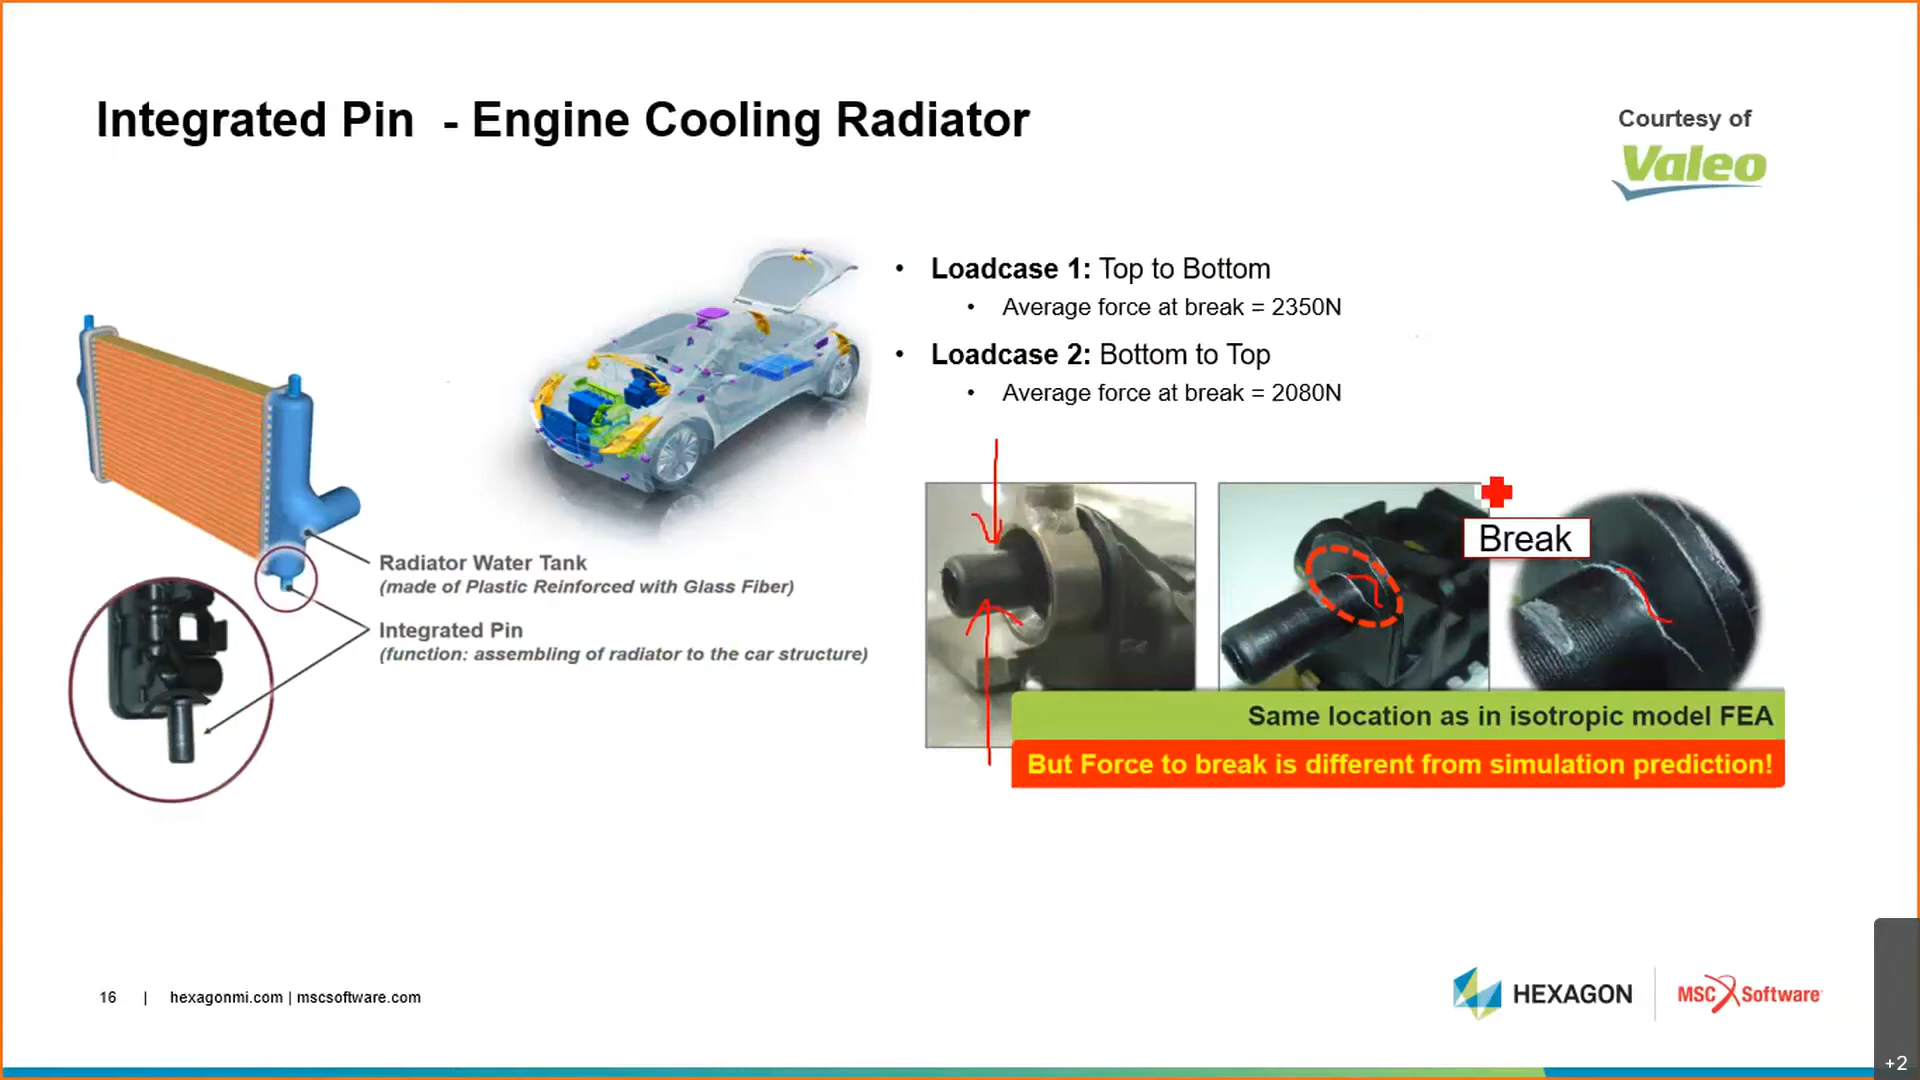 Integrated Pin - Engine Cooling Radiator
Courtesy of
Valeo
• Loadcase 1: Top to Bottom
• Average force at break = 2350N
• Loadcase 2: Bottom to Top
• Average force at break = 2080N
Radiator Water Tank
(made of Plastic Reinforced with Glass Fiber)
Integrated Pin
(function: assembling of radiator to the car structure)
Break
Same location as in isotropic model FEA
But Force to break is different from simulation prediction!
16 | hexagonmi.com | mscsoftware.com
HEXAGON
MSC Software
+2